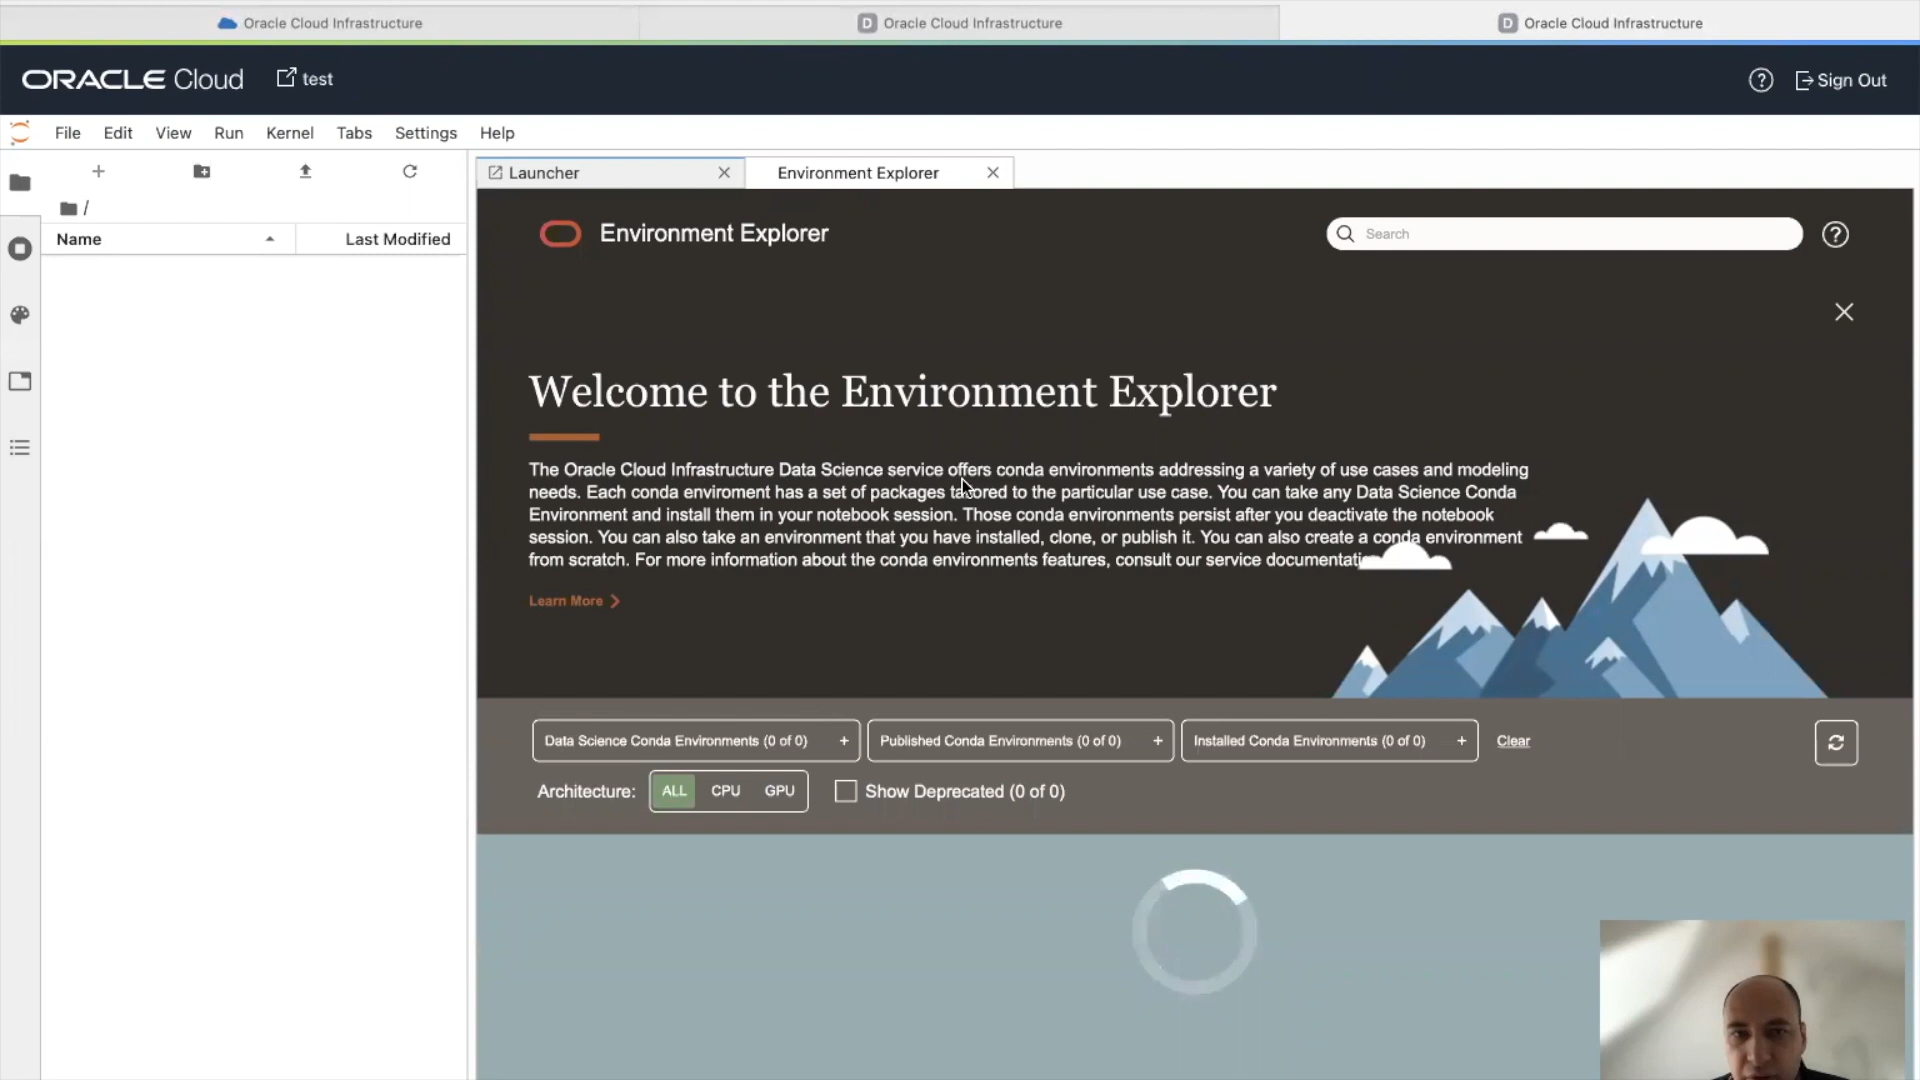 Oracle Cloud Infrastructure
D Oracle Cloud Infrastructure
D Oracle Cloud Infrastructure
ORACLE Cloud
test
? Sign Out
File Edit View Run Kernel Tabs Settings Help
Launcher
Environment Explorer
/
Name
Last Modified
Environment Explorer
Search
?
Welcome to the Environment Explorer
The Oracle Cloud Infrastructure Data Science service offers conda environments addressing a variety of use cases and modeling
needs. Each conda enviroment has a set of packages tailored to the particular use case. You can take any Data Science Conda
Environment and install them in your notebook session. Those conda environments persist after you deactivate the notebook
session. You can also take an environment that you have installed, clone, or publish it. You can also create a conda environment
from scratch. For more information about the conda environments features, consult our service documentati
Learn More
Data Science Conda Environments (0 of 0) +
Published Conda Environments (0 of 0) +
Installed Conda Environments (0 of 0) +
Clear
Architecture: ALL CPU GPU
Show Deprecated (0 of 0)